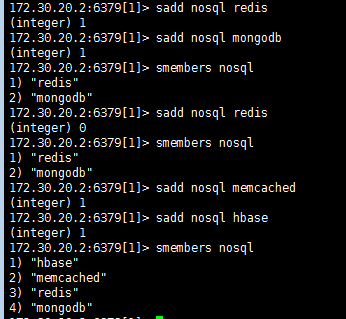 172.30.20.2:6379[1]> sadd nosql redis
(integer) 1
172.30.20.2:6379[1]> sadd nosql mongodb
(integer) 1
172.30.20.2:6379[1]> smembers nosql
1) "redis"
2) "mongodb"
172.30.20.2:6379[1]> sadd nosql redis
(integer) 0
172.30.20.2:6379[1]> smembers nosql
1) "redis"
2) "mongodb"
172.30.20.2:6379[1]> sadd nosql memcached
(integer) 1
172.30.20.2:6379[1]> sadd nosql hbase
(integer) 1
172.30.20.2:6379[1]> smembers nosql
1) "hbase"
2) "memcached"
3) "redis"
4) "mongodb"